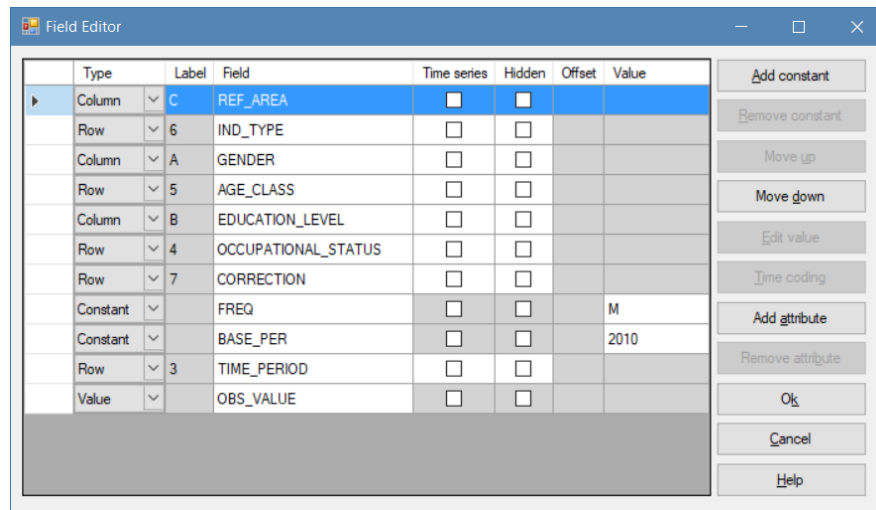 Field Editor
Type Label Field Time series Hidden Offset Value
Column C REF_AREA
Row 6 IND_TYPE
Column A GENDER
Row 5 AGE_CLASS
Column B EDUCATION_LEVEL
Row 4 OCCUPATIONAL_STATUS
Row 7 CORRECTION
Constant FREQ M
Constant BASE_PER 2010
Row 3 TIME_PERIOD
Value OBS_VALUE
Add constant
Remove constant
Move up
Move down
Edit value
Time coding
Add attribute
Remove attribute
Ok
Cancel
Help